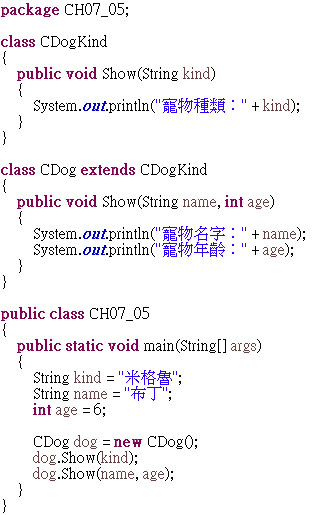 package CH07_05;
class CDogKind
{
public void Show(String kind)
{
System.out.println("寵物種類：" + kind);
}
}
class CDog extends CDogKind
{
public void Show(String name, int age)
{
System.out.println("寵物名字：" + name);
System.out.println("寵物年齡：" + age);
}
}
public class CH07_05
{
public static void main(String[] args)
{
String kind = "米格魯";
String name = "布丁";
int age = 6;
CDog dog = new CDog();
dog.Show(kind);
dog.Show(name, age);
}
}